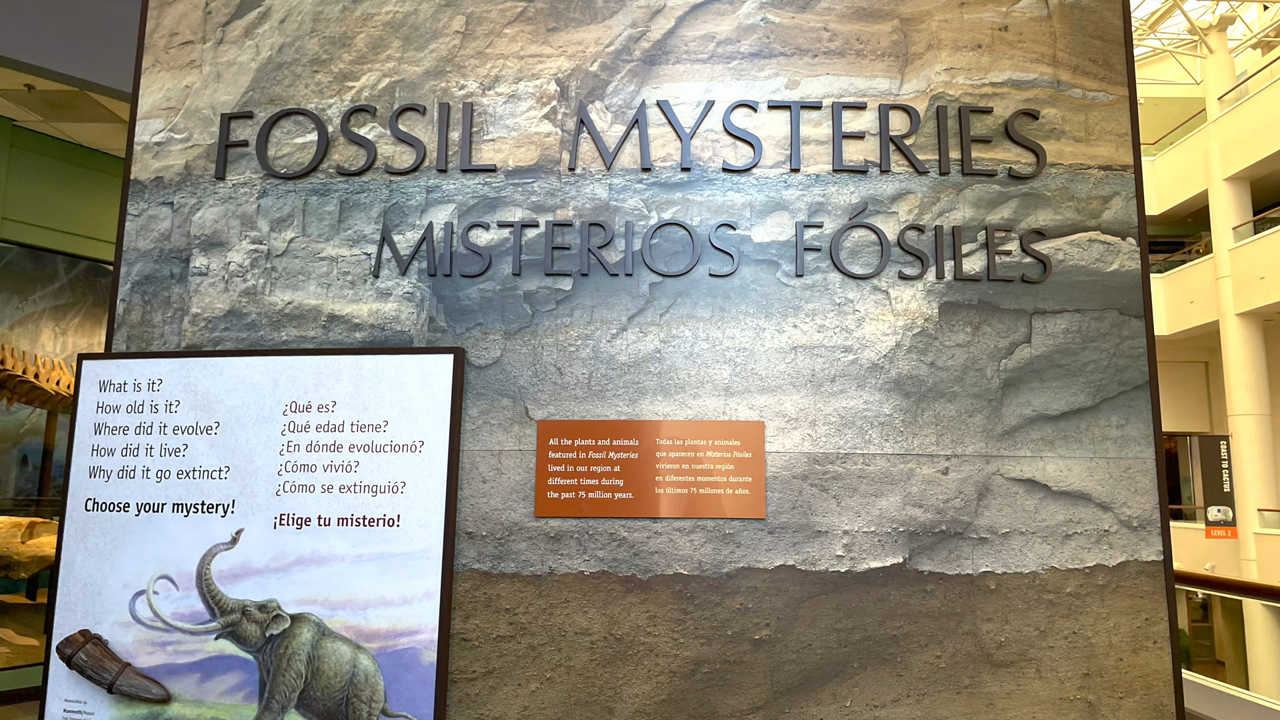 FOSSIL MYSTERIES
MISTERIOS FÓSILES
What is it?
How old is it?
Where did it evolve?
How did it live?
Why did it go extinct?
Choose your mystery!
¿Qué es?
¿Qué edad tiene?
¿En dónde evolucionó?
¿Cómo vivió?
¿Cómo se extinguió?
¡Elige tu misterio!
All the plants and animals
featured in Fossil Mysteries
lived in our region at
different times during
the past 75 million years.
Todas las plantas y animales
que aparecen en Misterios Fósiles
vivieron en nuestra región
en diferentes momentos durante
los últimos 75 millones de años.
COAST TO CACTUS
LEVEL 2